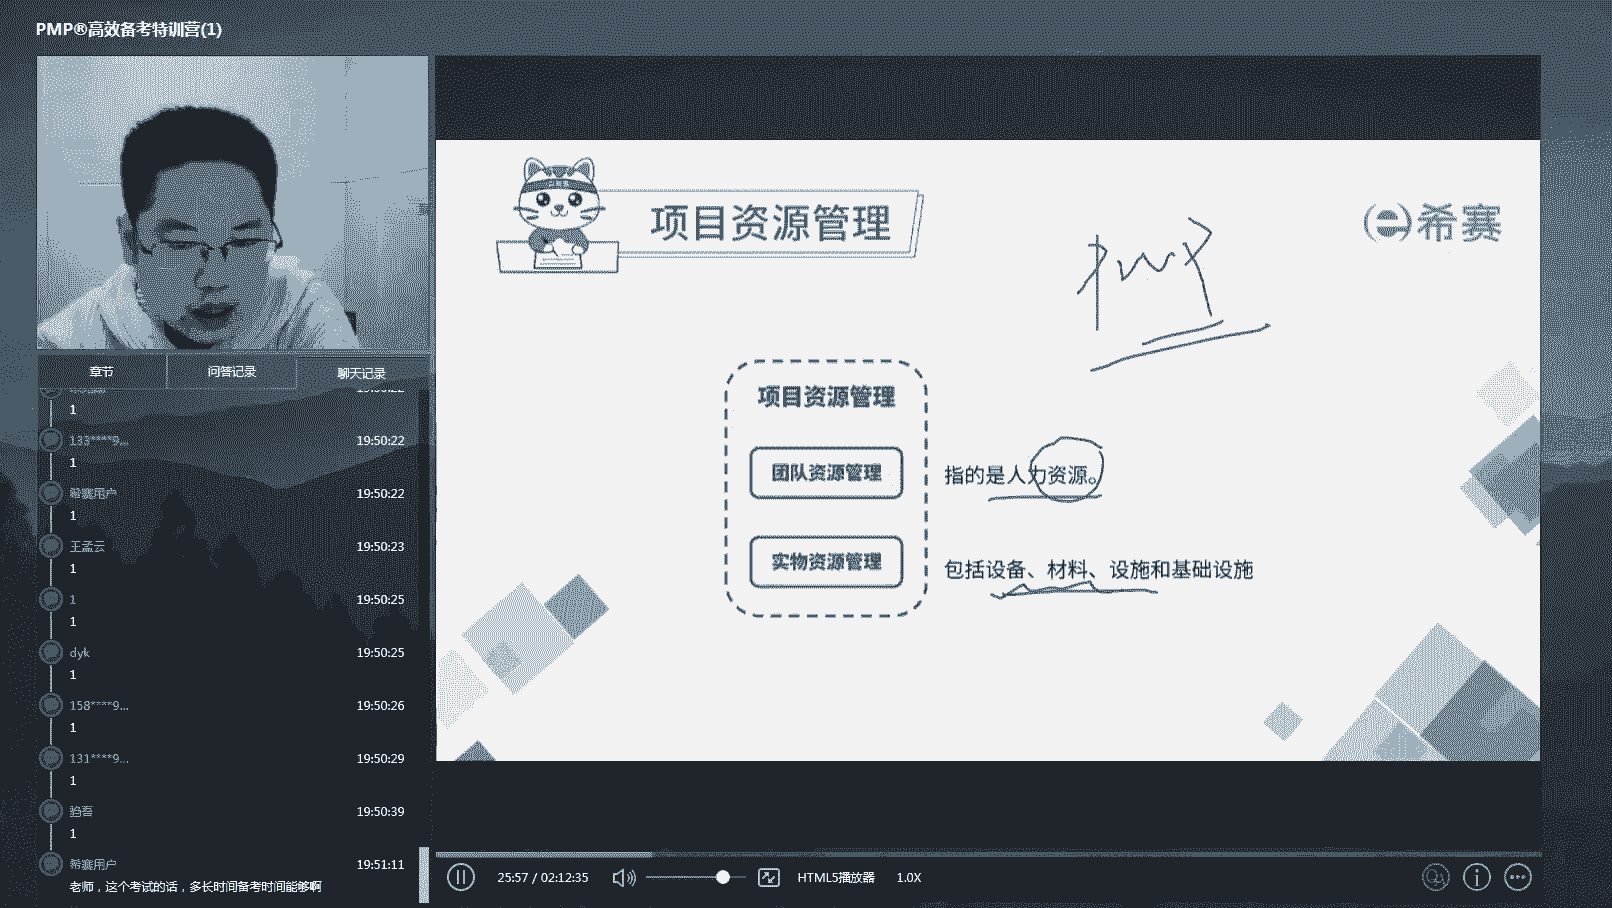 PMP®高效备考特训营(1)
章节
问答记录
聊天记录
1
133****9...
19:50:22
1
希赛用户
19:50:22
1
王孟云
19:50:23
1
1
19:50:25
1
dyk
19:50:25
1
158****9...
19:50:26
1
131****9...
19:50:29
1
19:50:39
1
希赛用户
19:51:11
老师，这个考试的话，多长时间备考时间能够啊
项目资源管理
希赛
PMP
项目资源管理
团队资源管理
指的是人力资源。
实物资源管理
包括设备、材料、设施和基础设施
25:57 / 02:12:35
HTML5播放器
1.0X